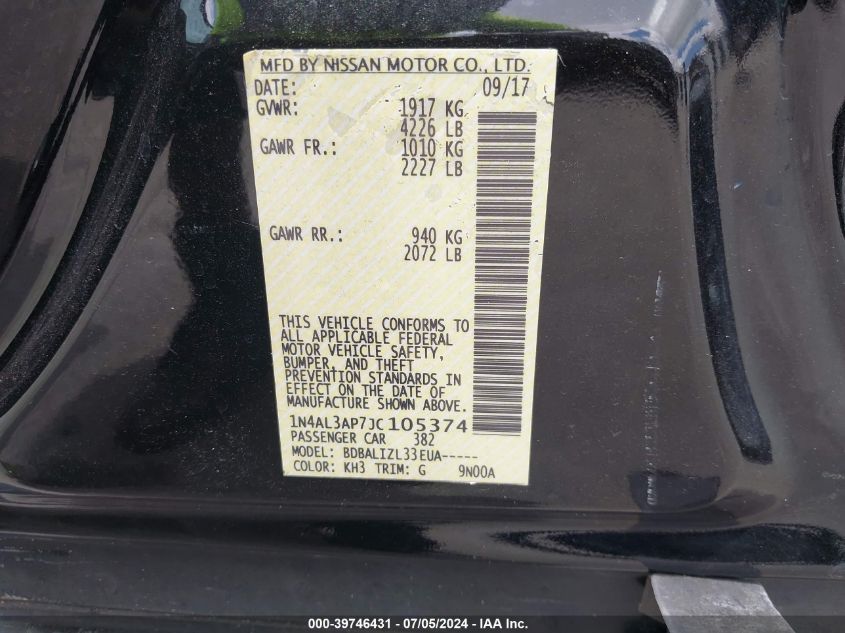 MFD BY NISSAN MOTOR CO., LTD.
DATE: 09/17
GVWR: 1917 KG
4226 LB
GAWR FR.: 1010 KG
2227 LB
GAWR RR.: 940 KG
2072 LB
THIS VEHICLE CONFORMS TO
ALL APPLICABLE FEDERAL
MOTOR VEHICLE SAFETY,
BUMPER, AND THEFT
PREVENTION STANDARDS IN
EFFECT ON THE DATE OF
MANUFACTURE SHOWN ABOVE.
1N4AL3AP7JC105374
PASSENGER CAR 382
MODEL: BDBALIZL33EUA-----
COLOR: KH3 TRIM: G 9N00A
000-39746431 - 07/05/2024 - IAA Inc.